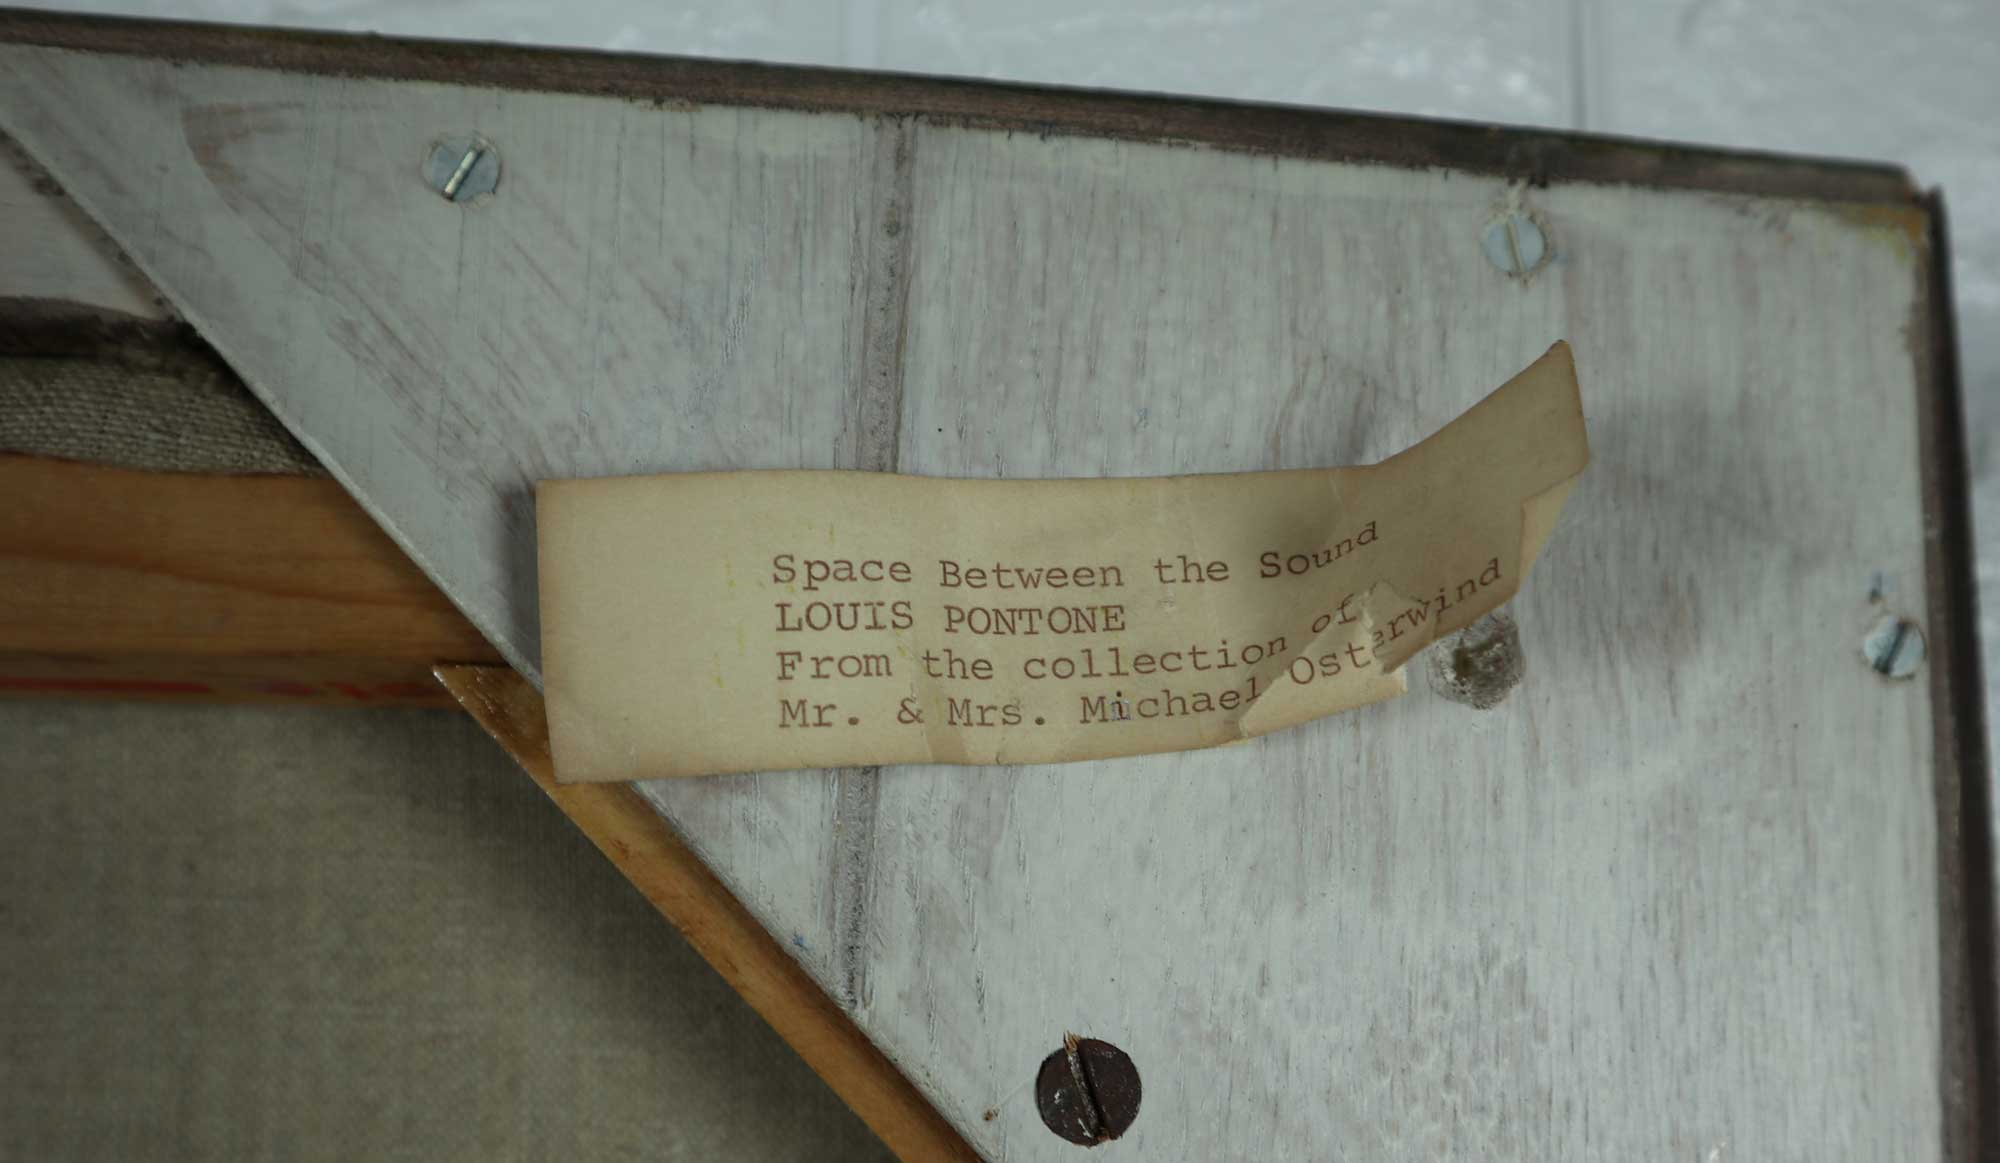 Space Between the Sound
LOUIS PONTONE
From the collection of
Mr. & Mrs. Michael Osterwind